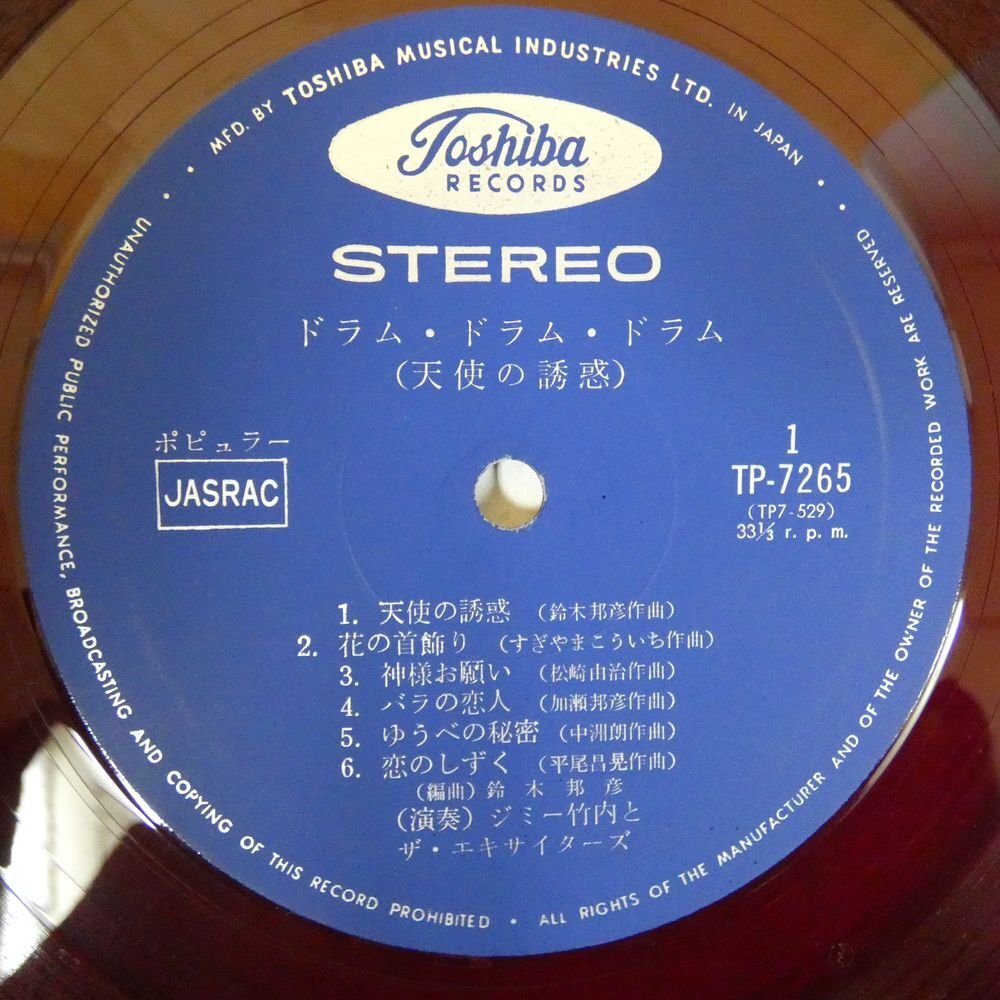 MFD. BY TOSHIBA MUSICAL INDUSTRIES LTD. IN JAPAN
Toshiba
RECORDS
STEREO
ドラム・ドラム・ドラム
(天使の誘惑)
ポピュラー
JASRAC
1
TP-7265
(TP7-529)
33⅓ r. p. m.
1. 天使の誘惑 (鈴木邦彦作曲)
2. 花の首飾り (すぎやまこういち作曲)
3. 神様お願い (松崎由治作曲)
4. バラの恋人 (加瀬邦彦作曲)
5. ゆうべの秘密 (中洲朗作曲)
6. 恋のしずく (平尾昌晃作曲)
(編曲) 鈴木邦彦
(演奏) ジミー竹内と
ザ・エキサイターズ
UNAUTHORIZED PUBLIC PERFORMANCE, BROADCASTING AND COPYING OF THIS RECORD PROHIBITED • ALL RIGHTS OF THE MANUFACTURER AND OF THE OWNER OF THE RECORDED WORK ARE RESERVED